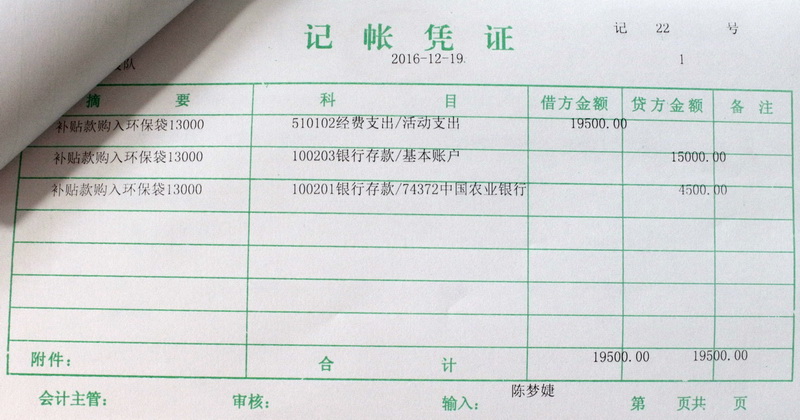 记 帐 凭 证
记 22 号
2016-12-19.
1
队
摘 要 科 目 借方金额 贷方金额 备 注
补贴款购入环保袋13000 510102经费支出/活动支出 19500.00
补贴款购入环保袋13000 100203银行存款/基本账户 15000.00
补贴款购入环保袋13000 100201银行存款/74372中国农业银行 4500.00
附件: 合 计 19500.00 19500.00
会计主管: 审核: 输入: 陈梦婕 第 页共 页